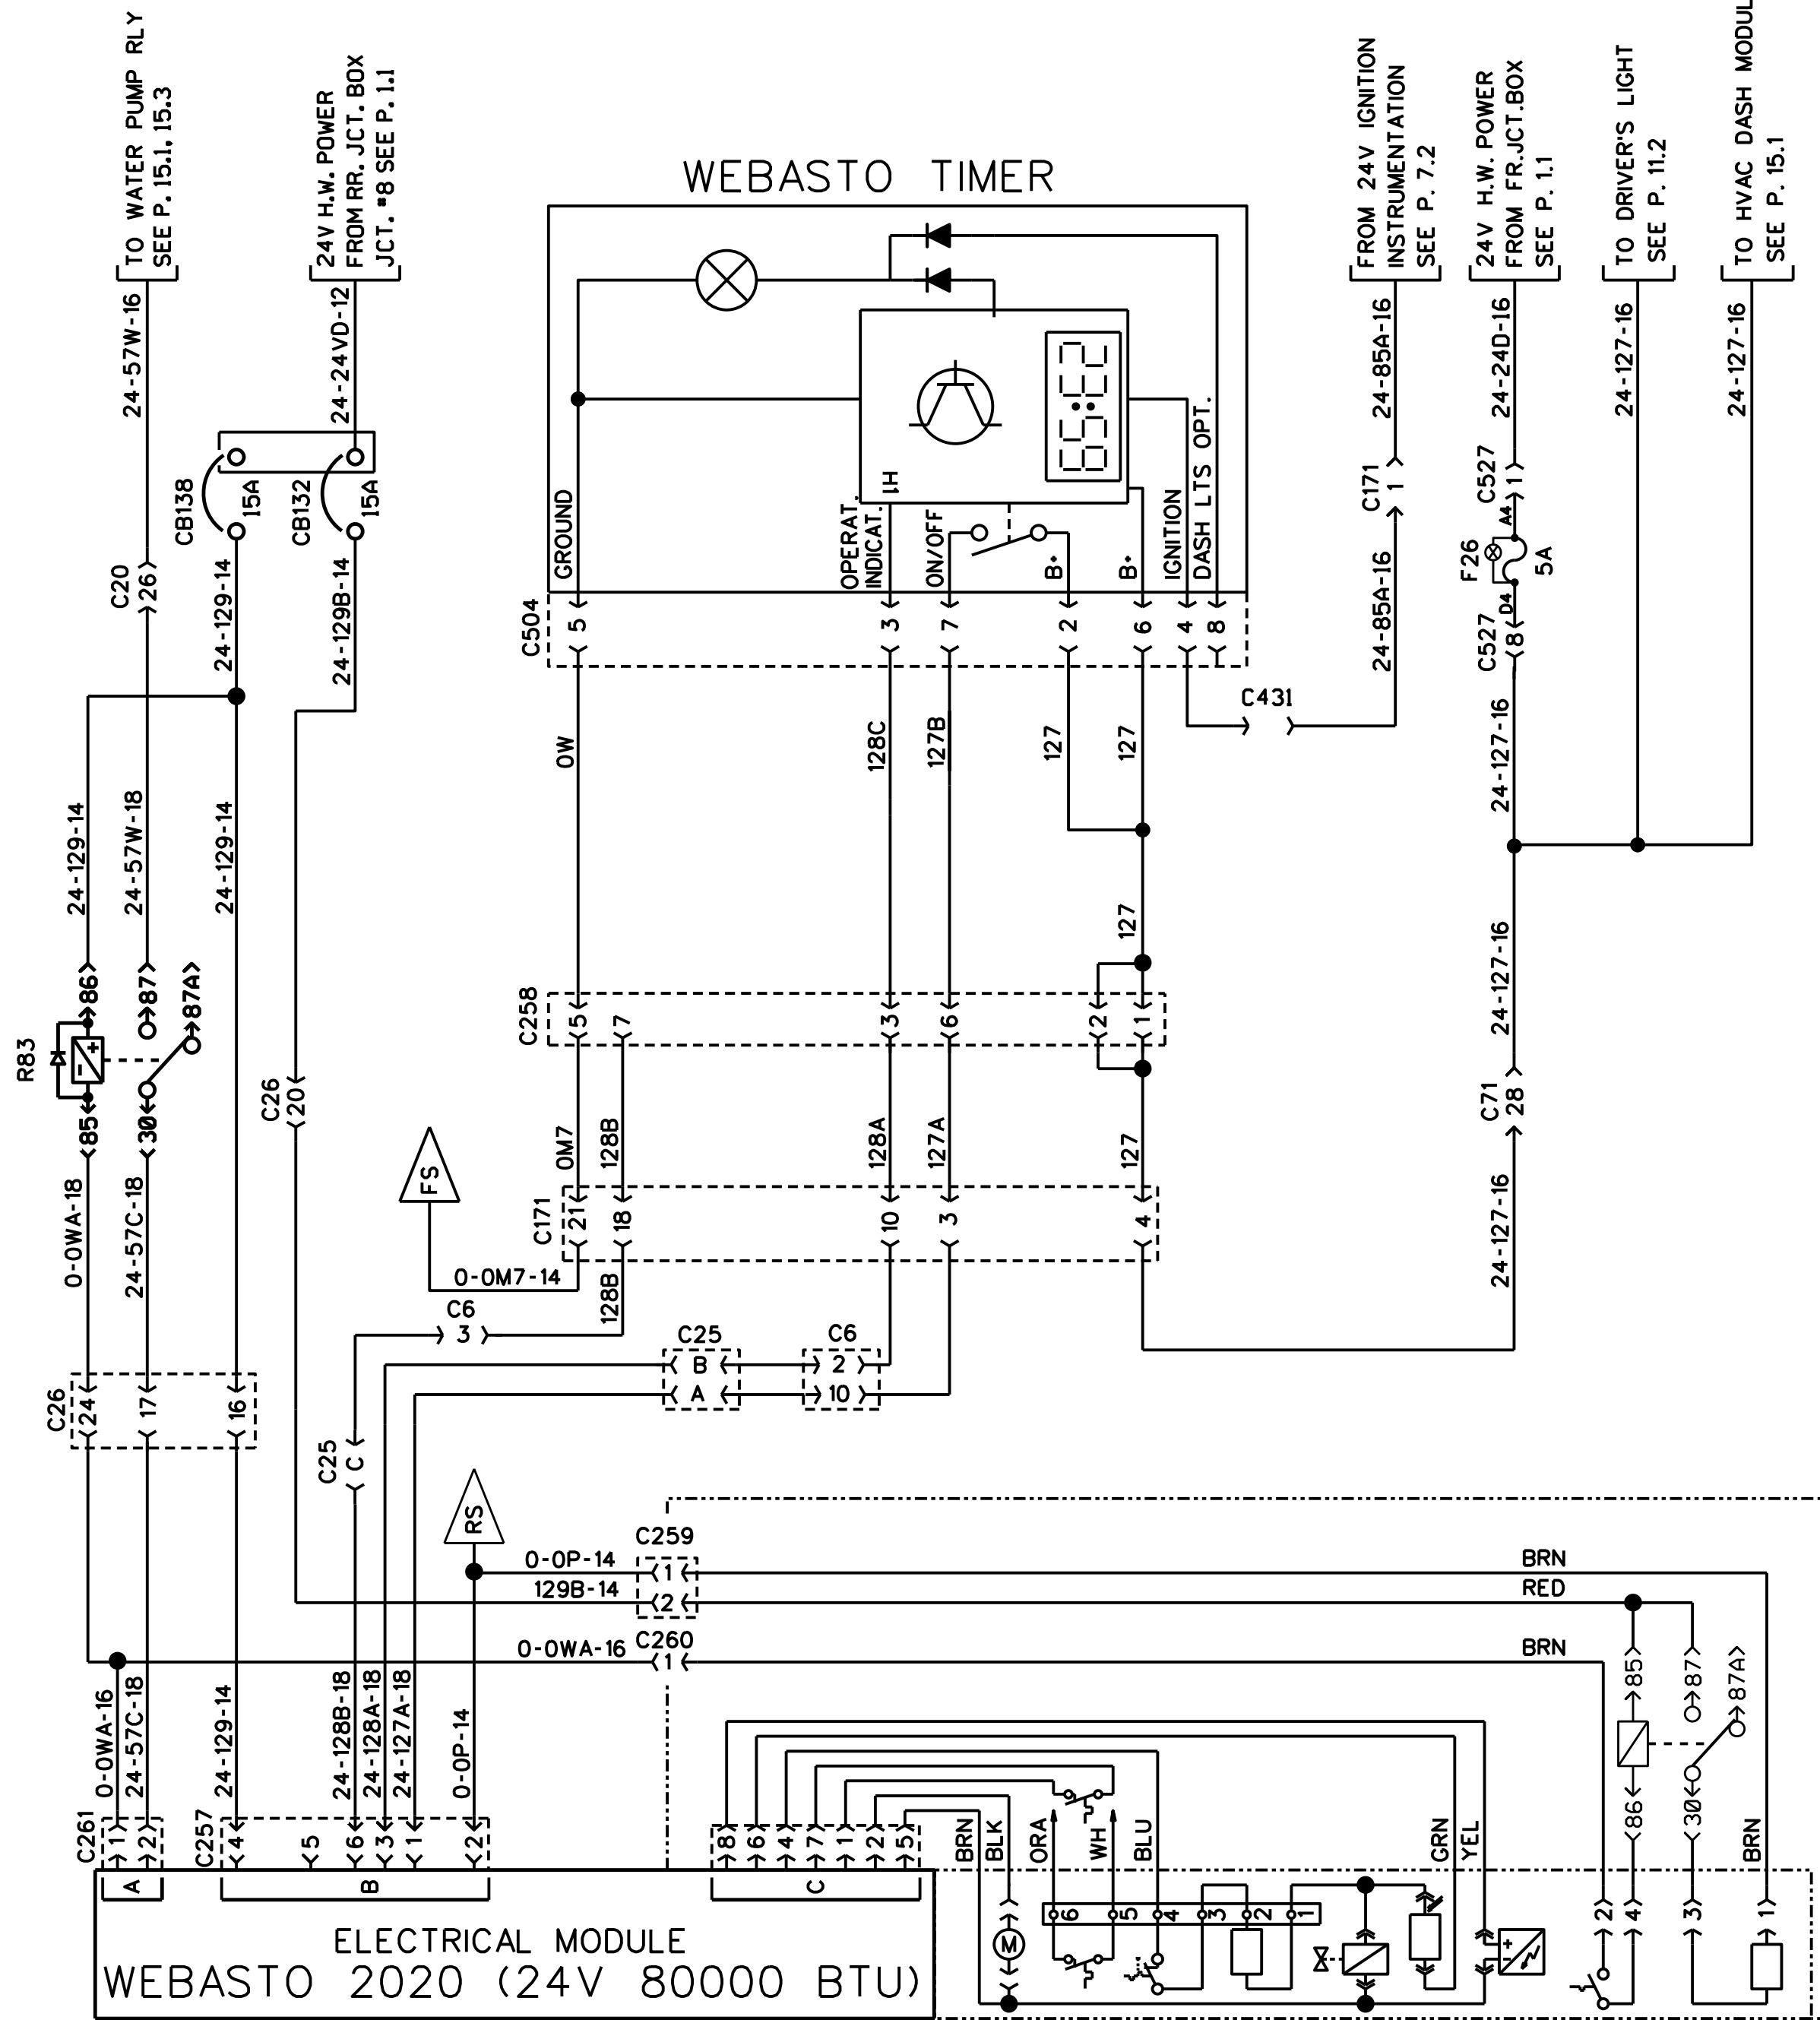 TO WATER PUMP RLY
SEE P. 15.1, 15.3
24V H.W. POWER
FROM RR. JCT. BOX
JCT. #8 SEE P. 1.1
WEBASTO TIMER
FROM 24V IGNITION
INSTRUMENTATION
SEE P. 7.2
24V H.W. POWER
FROM FR.JCT.BOX
SEE P. 1.1
TO DRIVER'S LIGHT
SEE P. 11.2
TO HVAC DASH MODUL
SEE P. 15.1
24-57W-16
24-24VD-12
24-85A-16
24-24D-16
24-127-16
24-127-16
CB138
15A
CB132
15A
C20
26
24-129-14
24-129B-14
GROUND
OPERAT.
INDICAT.
H1
ON/OFF
B+
B+
IGNITION
DASH LTS OPT.
C504
5
3
7
2
6
4
8
C171
1
24-85A-16
C431
C527
1
A4
F26
5A
D4
C527
8
24-127-16
24-129-14
24-57W-18
24-129-14
0W
128C
127B
127
127
127
24-127-16
R83
86
87
87A
85
30
C26
20
C258
5
7
3
6
2
1
C71
28
0-0WA-18
24-57C-18
FS
0M7
128B
128A
127A
127
C171
21
18
10
3
4
24-127-16
0-0M7-14
128B
C6
3
C25
B
A
C6
2
10
C26
24
17
16
C25
C
RS
C259
0-0P-14
1
BRN
129B-14
2
RED
C260
0-0WA-16
1
BRN
0-0WA-16
24-57C-18
24-129-14
24-128B-18
24-128A-18
24-127A-18
0-0P-14
85
87
87A
86
30
C261
1
2
C257
4
5
6
3
1
2
8
6
4
7
1
2
5
BRN
BLK
ORA
WH
BLU
GRN
YEL
BRN
A
B
C
M
6
5
4
3
2
1
2
4
3
1
ELECTRICAL MODULE
WEBASTO 2020 (24V 80000 BTU)